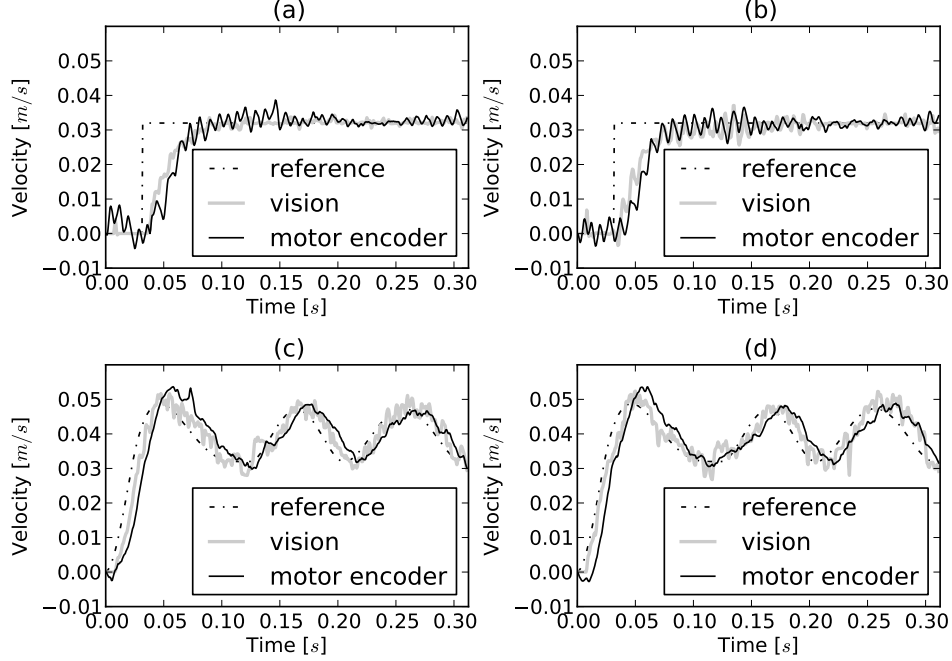 (a)
Velocity [m/s]
0.05
0.04
0.03
0.02
0.01
0.00
−0.01
reference
vision
motor encoder
0.00 0.05 0.10 0.15 0.20 0.25 0.30
Time [s]
(b)
Velocity [m/s]
0.05
0.04
0.03
0.02
0.01
0.00
−0.01
reference
vision
motor encoder
0.00 0.05 0.10 0.15 0.20 0.25 0.30
Time [s]
(c)
Velocity [m/s]
0.05
0.04
0.03
0.02
0.01
0.00
−0.01
reference
vision
motor encoder
0.00 0.05 0.10 0.15 0.20 0.25 0.30
Time [s]
(d)
Velocity [m/s]
0.05
0.04
0.03
0.02
0.01
0.00
−0.01
reference
vision
motor encoder
0.00 0.05 0.10 0.15 0.20 0.25 0.30
Time [s]